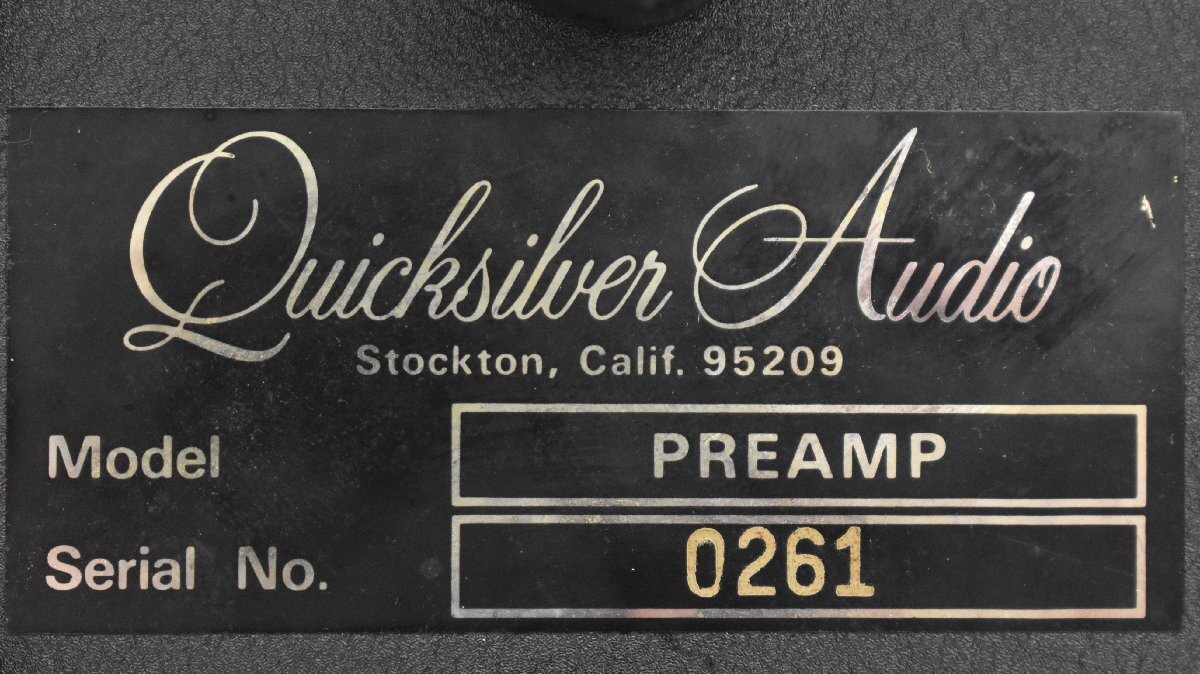 Quicksilver Audio
Stockton, Calif. 95209
Model PREAMP
Serial No. 0261